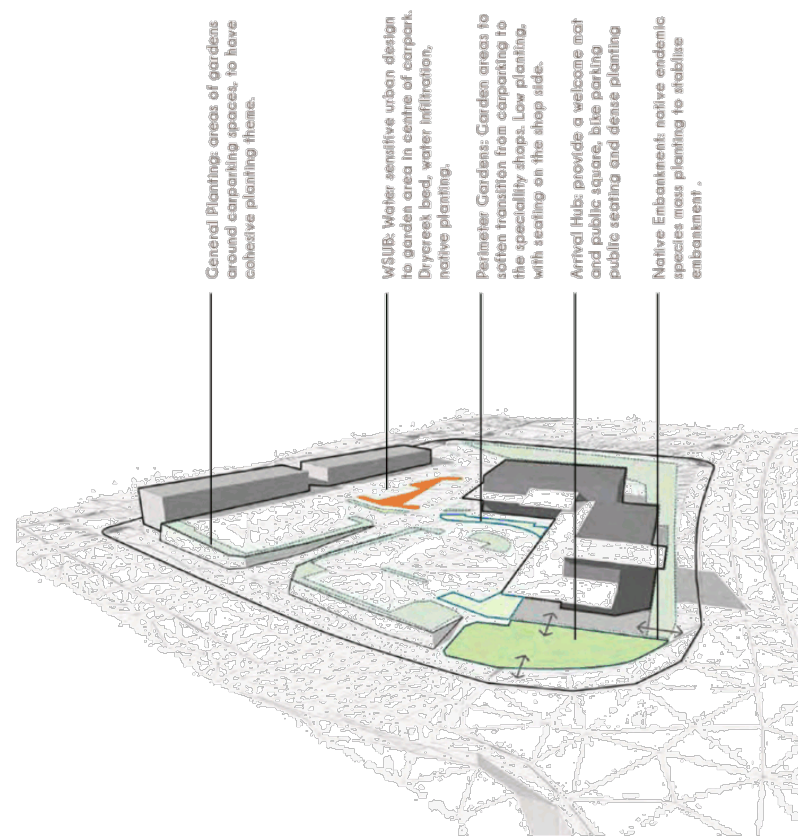 General Planting: areas of gardens
around carparking spaces, to have
cohesive planting theme.
WSUB: Water sensitive urban design
to garden area in centre of carpark.
Drycreek bed, water infiltration,
native planting.
Perimeter Gardens: Garden areas to
soften transition from carparking to
the speciallity shops. Low planting,
with seating on the shop side.
Arrival Hub: provide a welcome mat
and public square, bike parking
public seating and dense planting
Native Embankment: native endemic
species mass planting to stablise
embankment .